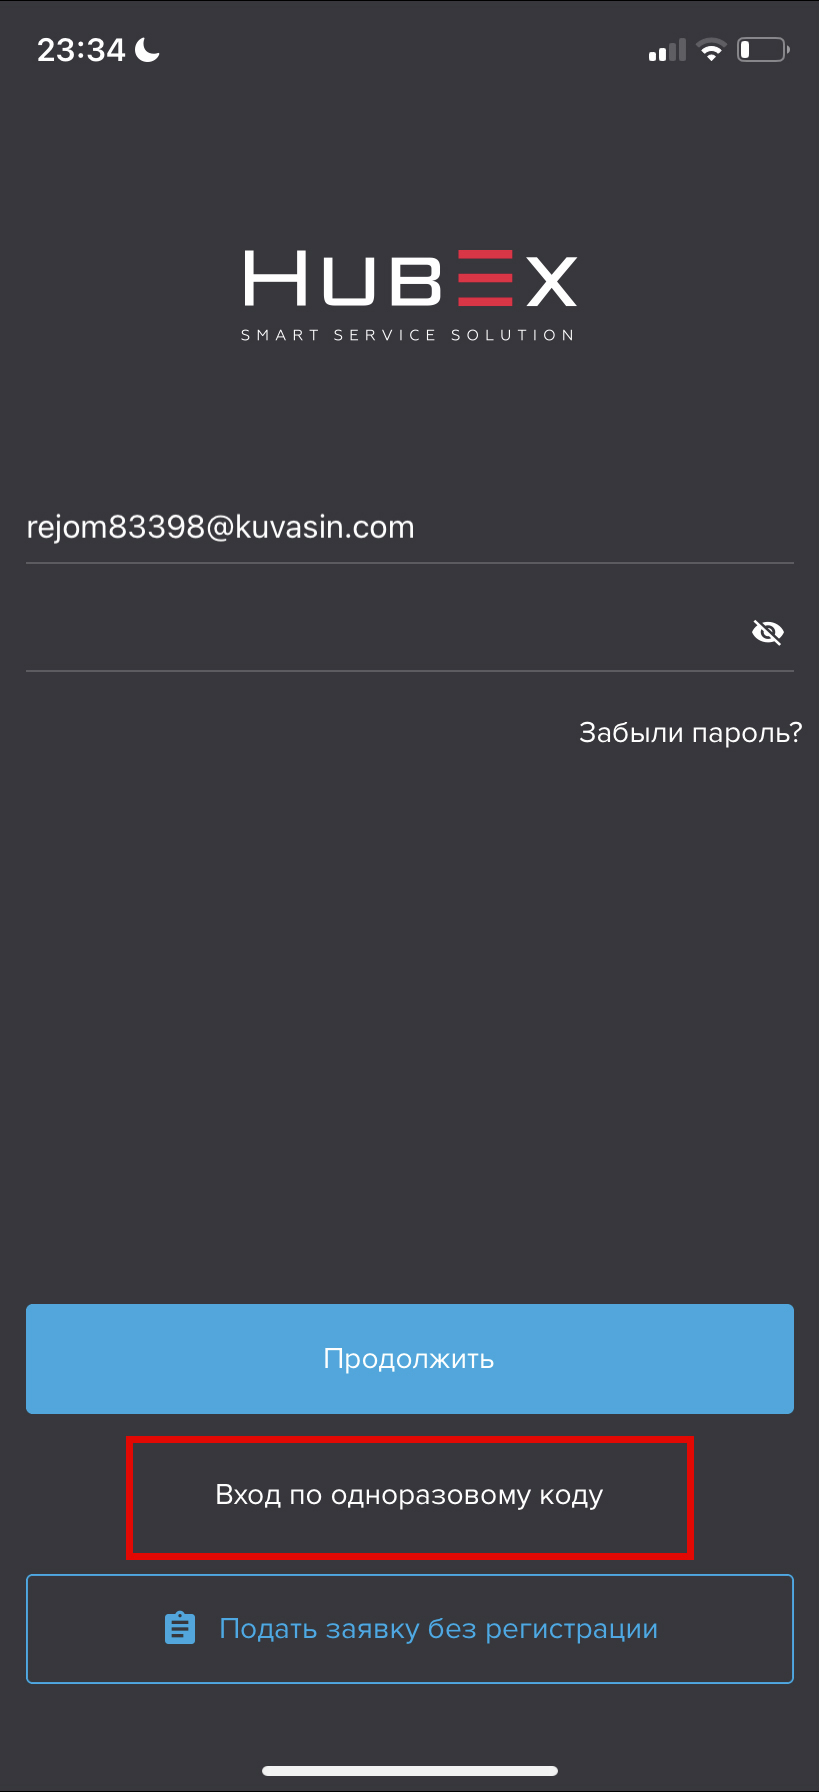 23:34
HUBEX
SMART SERVICE SOLUTION
rejom83398@kuvasin.com
Забыли пароль?
Продолжить
Вход по одноразовому коду
Подать заявку без регистрации